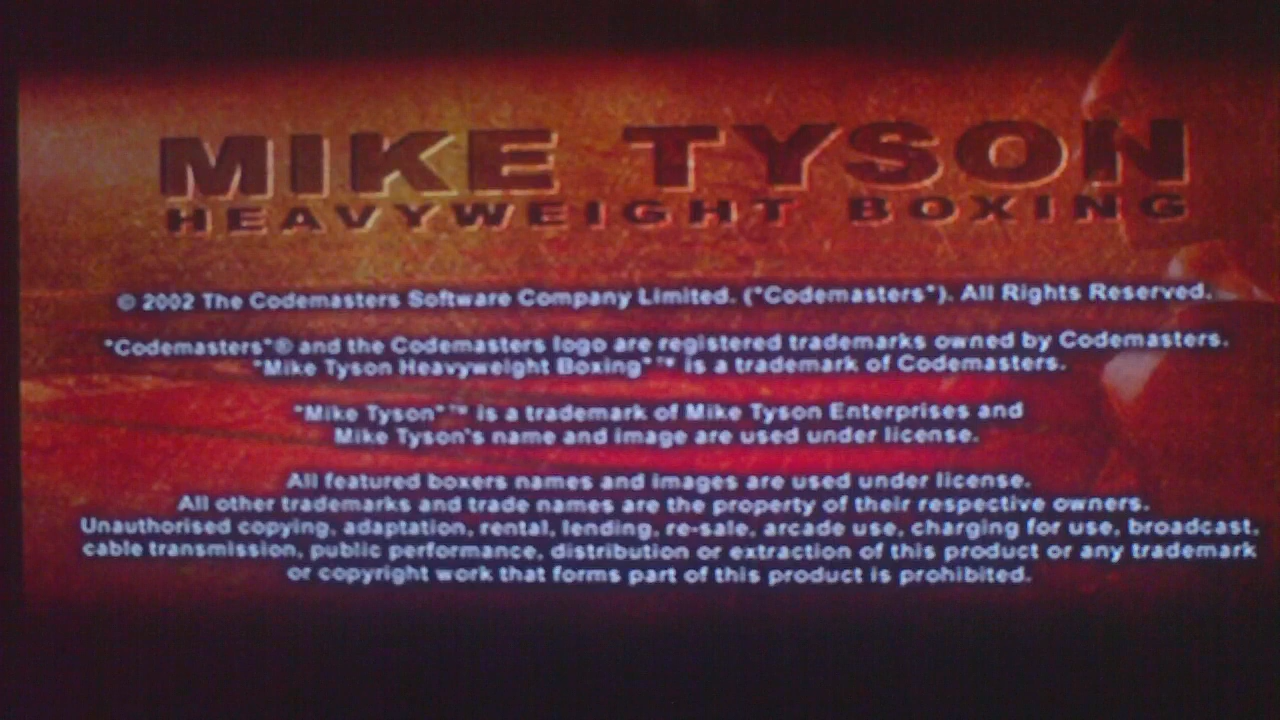 MIKE TYSON
HEAVYWEIGHT BOXING
© 2002 The Codemasters Software Company Limited. ("Codemasters"). All Rights Reserved.
"Codemasters"® and the Codemasters logo are registered trademarks owned by Codemasters.
"Mike Tyson Heavyweight Boxing"™ is a trademark of Codemasters.
"Mike Tyson"™ is a trademark of Mike Tyson Enterprises and
Mike Tyson's name and image are used under license.
All featured boxers names and images are used under license.
All other trademarks and trade names are the property of their respective owners.
Unauthorised copying, adaptation, rental, lending, re-sale, arcade use, charging for use, broadcast,
cable transmission, public performance, distribution or extraction of this product or any trademark
or copyright work that forms part of this product is prohibited.